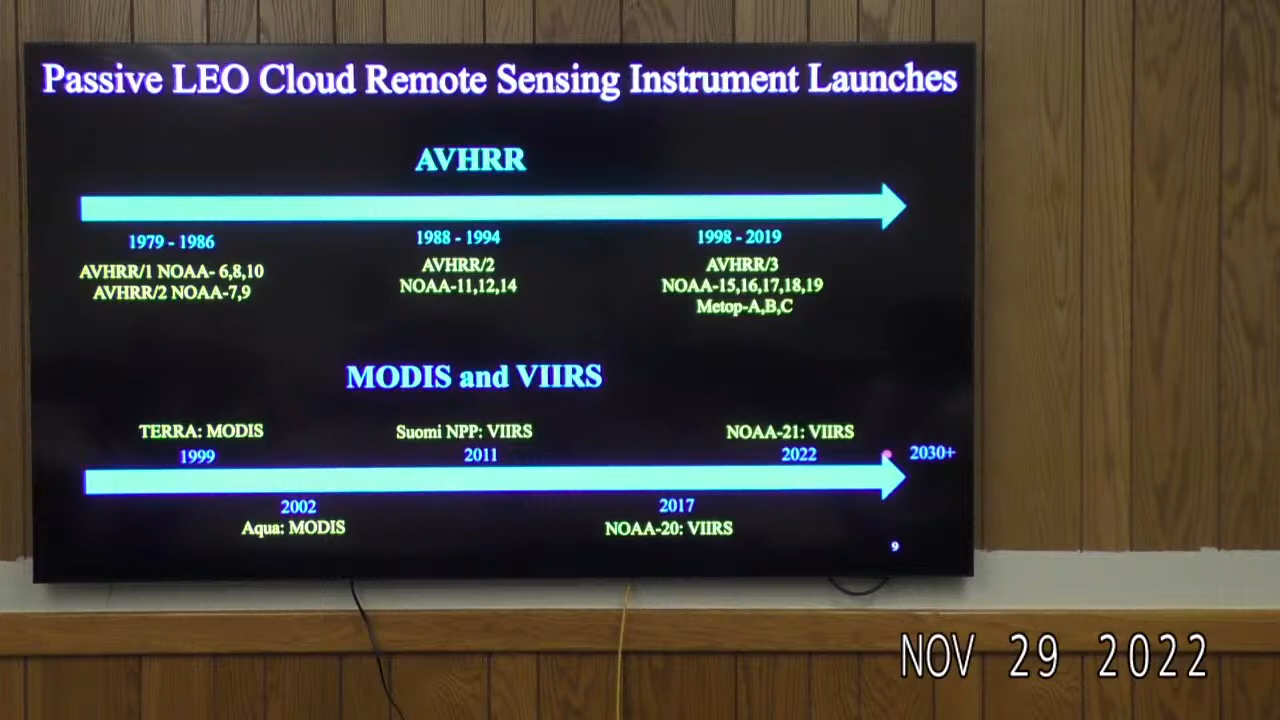 Passive LEO Cloud Remote Sensing Instrument Launches
AVHRR
1979 - 1986
AVHRR/1 NOAA- 6,8,10
AVHRR/2 NOAA-7,9
1988 - 1994
AVHRR/2
NOAA-11,12,14
1998 - 2019
AVHRR/3
NOAA-15,16,17,18,19
Metop-A,B,C
MODIS and VIIRS
TERRA: MODIS
1999
Suomi NPP: VIIRS
2011
NOAA-21: VIIRS
2022
2030+
2002
Aqua: MODIS
2017
NOAA-20: VIIRS
9
NOV 29 2022